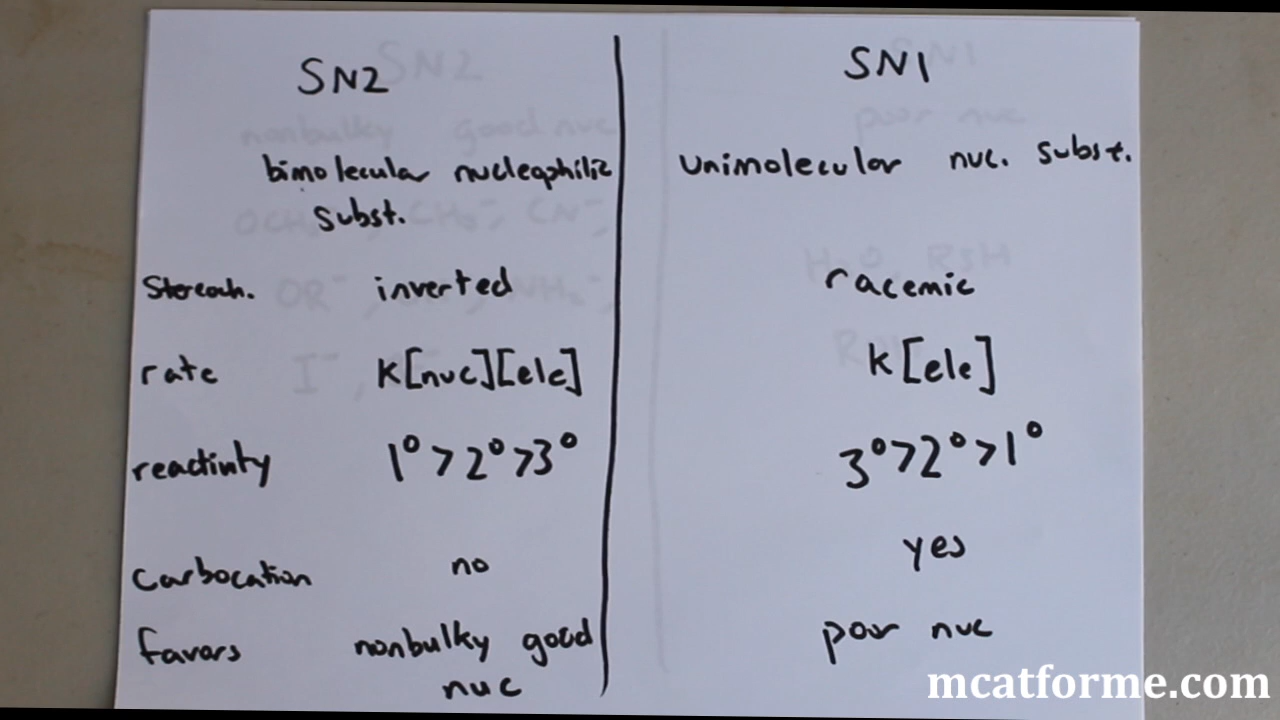 SN2 SN1
bimolecular nucleophilic unimolecular nuc. subst.
subst.
Stereoch. inverted racemic
rate K[nuc][ele] K[ele]
reactivity 1° > 2° > 3° 3° > 2° > 1°
Carbocation no yes
favors nonbulky good poor nuc
nuc
mcatforme.com